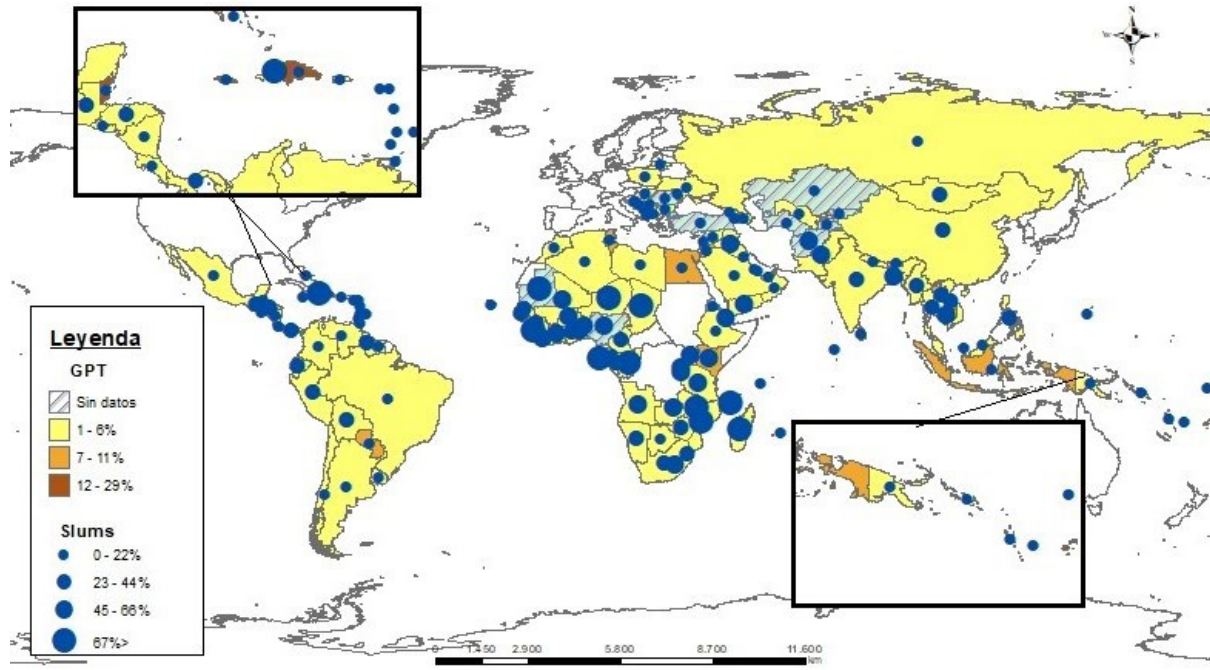 N
W E
S
Leyenda
GPT
Sin datos
1 - 6%
7 - 11%
12 - 29%
Slums
0 - 22%
23 - 44%
45 - 66%
67%>
0 1.450 2.900 5.800 8.700 11.600
km